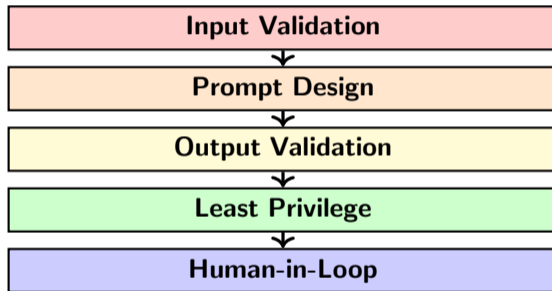 Input Validation
Prompt Design
Output Validation
Least Privilege
Human-in-Loop